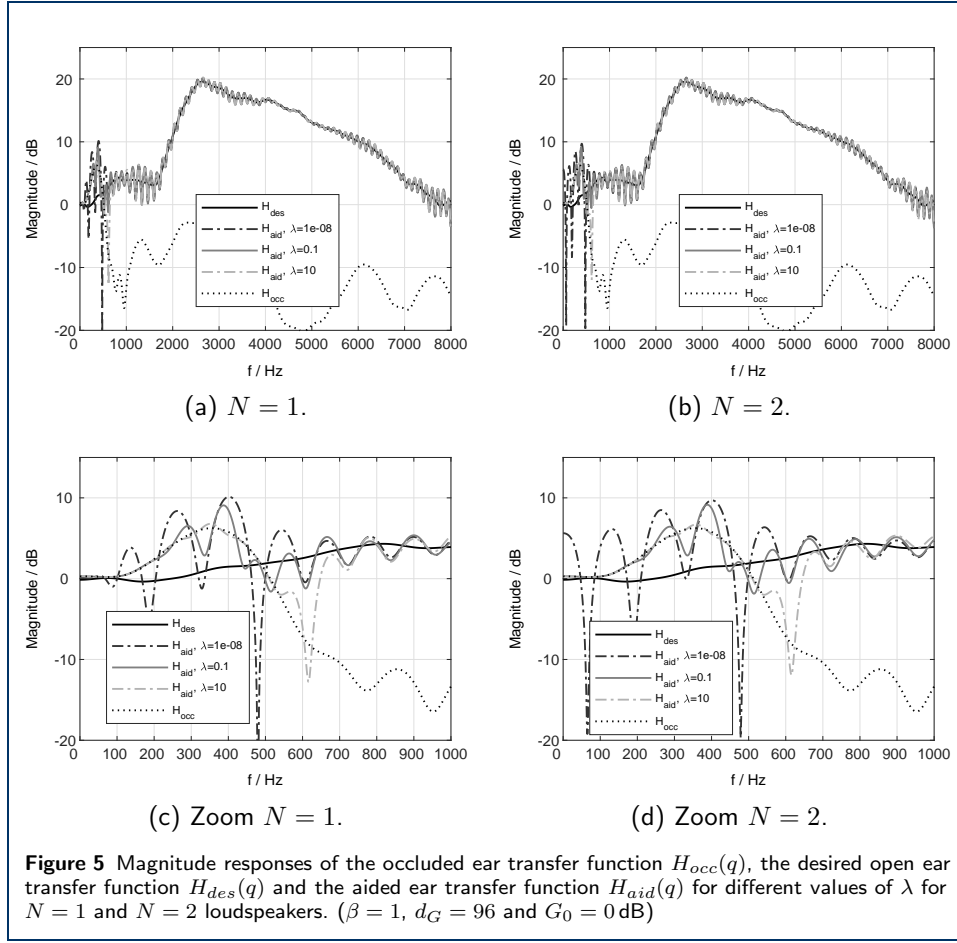 20
10
0
-10
-20
Magnitude / dB
0 1000 2000 3000 4000 5000 6000 7000 8000
f / Hz
H_des
H_aid, λ=1e-08
H_aid, λ=0.1
H_aid, λ=10
H_occ
(a) N = 1.
20
10
0
-10
-20
Magnitude / dB
0 1000 2000 3000 4000 5000 6000 7000 8000
f / Hz
H_des
H_aid, λ=1e-08
H_aid, λ=0.1
H_aid, λ=10
H_occ
(b) N = 2.
10
0
-10
-20
Magnitude / dB
0 100 200 300 400 500 600 700 800 900 1000
f / Hz
H_des
H_aid, λ=1e-08
H_aid, λ=0.1
H_aid, λ=10
H_occ
(c) Zoom N = 1.
10
0
-10
-20
Magnitude / dB
0 100 200 300 400 500 600 700 800 900 1000
f / Hz
H_des
H_aid, λ=1e-08
H_aid, λ=0.1
H_aid, λ=10
H_occ
(d) Zoom N = 2.
Figure 5 Magnitude responses of the occluded ear transfer function H_occ(q), the desired open ear
transfer function H_des(q) and the aided ear transfer function H_aid(q) for different values of λ for
N = 1 and N = 2 loudspeakers. (β = 1, d_G = 96 and G_0 = 0 dB)